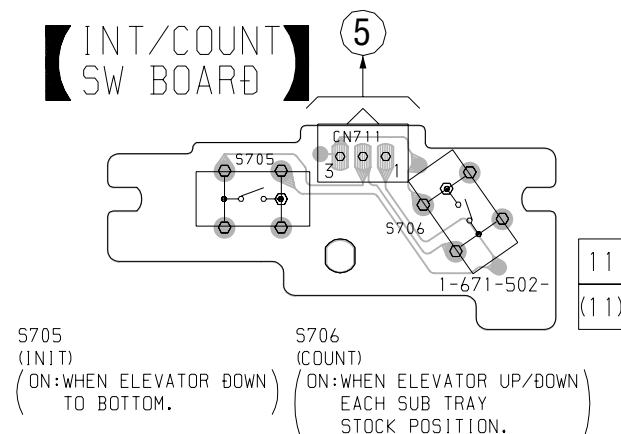 INT/COUNT
SW BOARD
5
CN711
S705
3 1
S706
1-671-502-
11
(11)
S705
(INIT)
(ON:WHEN ELEVATOR DOWN
TO BOTTOM.)
S706
(COUNT)
(ON:WHEN ELEVATOR UP/DOWN
EACH SUB TRAY
STOCK POSITION.)